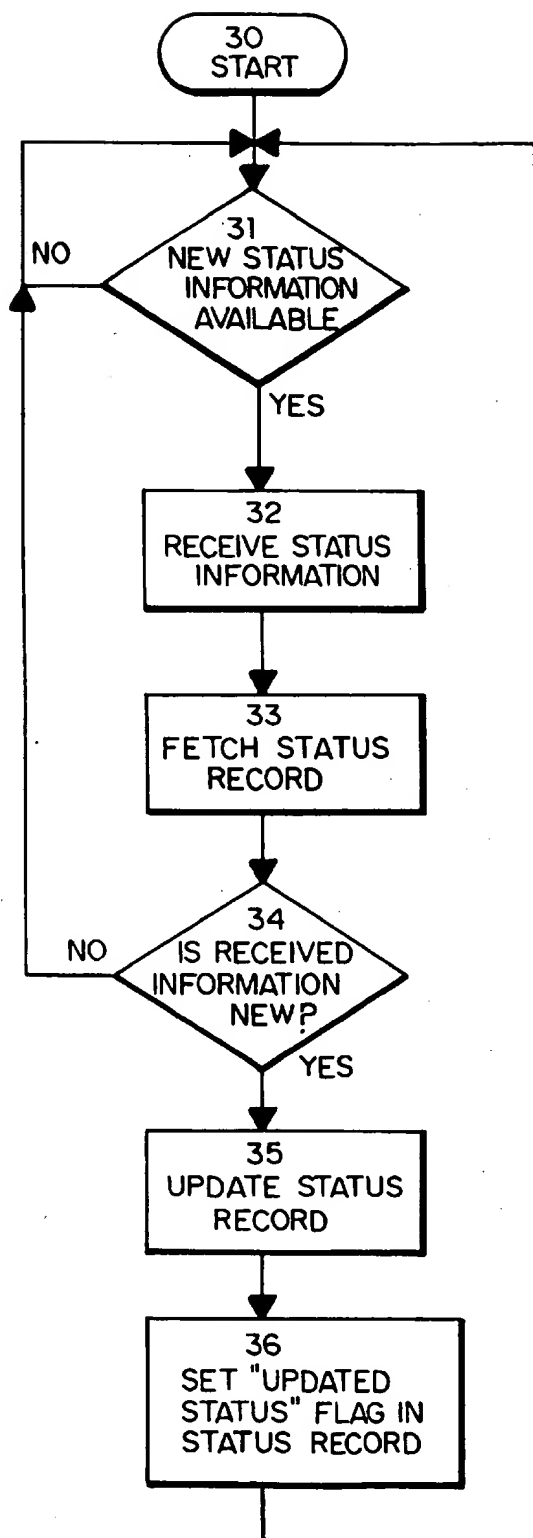 30
START
31
NEW STATUS
INFORMATION
AVAILABLE
NO
YES
32
RECEIVE STATUS
INFORMATION
33
FETCH STATUS
RECORD
34
IS RECEIVED
INFORMATION
NEW?
NO
YES
35
UPDATE STATUS
RECORD
36
SET "UPDATED
STATUS" FLAG IN
STATUS RECORD